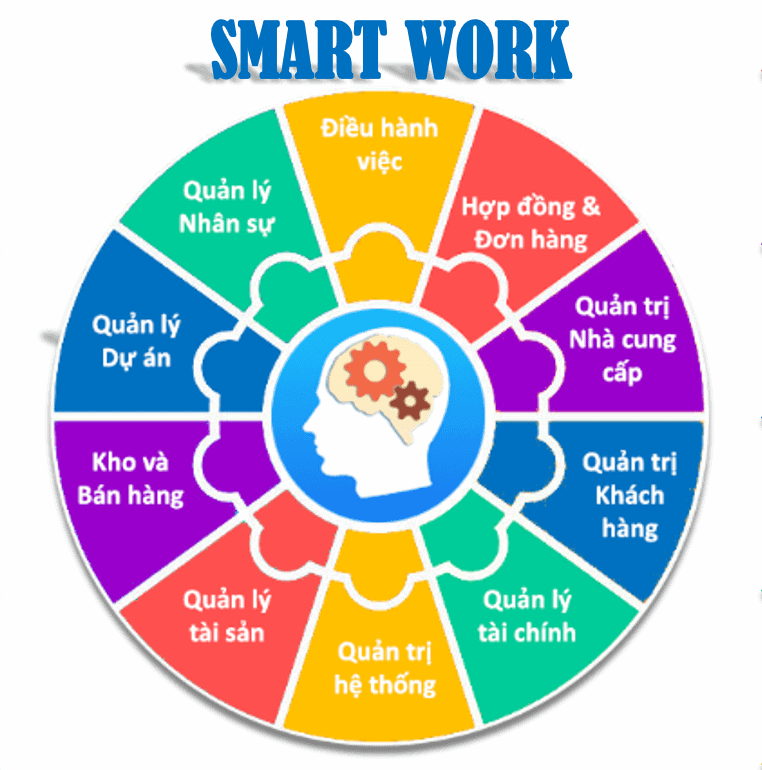 SMART WORK
Điều hành
việc
Hợp đồng &
Đơn hàng
Quản trị
Nhà cung
cấp
Quản trị
Khách
hàng
Quản lý
tài chính
Quản trị
hệ thống
Quản lý
tài sản
Kho và
Bán hàng
Quản lý
Dự án
Quản lý
Nhân sự